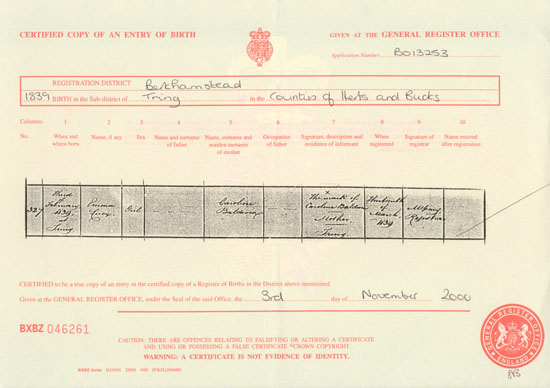 CERTIFIED COPY OF AN ENTRY OF BIRTH
GIVEN AT THE GENERAL REGISTER OFFICE
Application Number B013253
REGISTRATION DISTRICT Berkhamstead
1839 BIRTH in the Sub-district of Tring in the Counties of Herts and Bucks
Columns: 1 2 3 4 5 6 7 8 9 10
No. When and where born Name, if any Sex Name and surname of father Name, surname and maiden surname of mother Occupation of father Signature, description and residence of informant When registered Signature of registrar Name entered after registration
337 Third The mark of Thirteenth
February Emma Girl Caroline Caroline of
1839 Mother March Registrar
Tring Tring 1839
CERTIFIED to be a true copy of an entry in the certified copy of a Register of Births in the District above mentioned.
Given at the GENERAL REGISTER OFFICE, under the Seal of the said Office, the 3rd day of November 2000
BXBZ 046261
CAUTION: THERE ARE OFFENCES RELATING TO FALSIFYING OR ALTERING A CERTIFICATE
AND USING OR POSSESSING A FALSE CERTIFICATE ©CROWN COPYRIGHT
WARNING: A CERTIFICATE IS NOT EVIDENCE OF IDENTITY.
GENERAL REGISTER OFFICE
ENGLAND
BXBZ Series